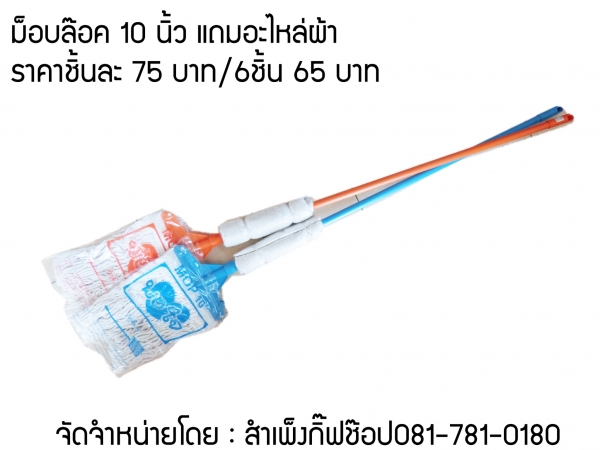 ม็อบล๊อค 10 นิ้ว แถมอะไหล่ผ้า
ราคาชิ้นละ 75 บาท/6ชิ้น 65 บาท
MOP 10"
จัดจำหน่ายโดย : สำเพ็งกิ๊ฟช๊อป081-781-0180